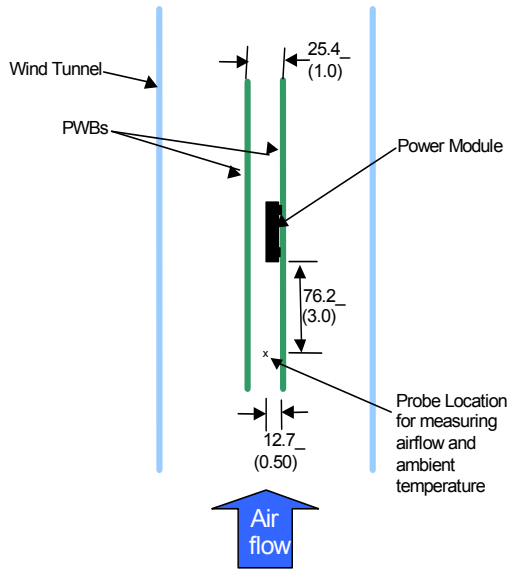 25.4_
(1.0)
Wind Tunnel
PWBs
Power Module
76.2_
(3.0)
x
Probe Location
for measuring
airflow and
ambient
temperature
12.7_
(0.50)
Air
flow